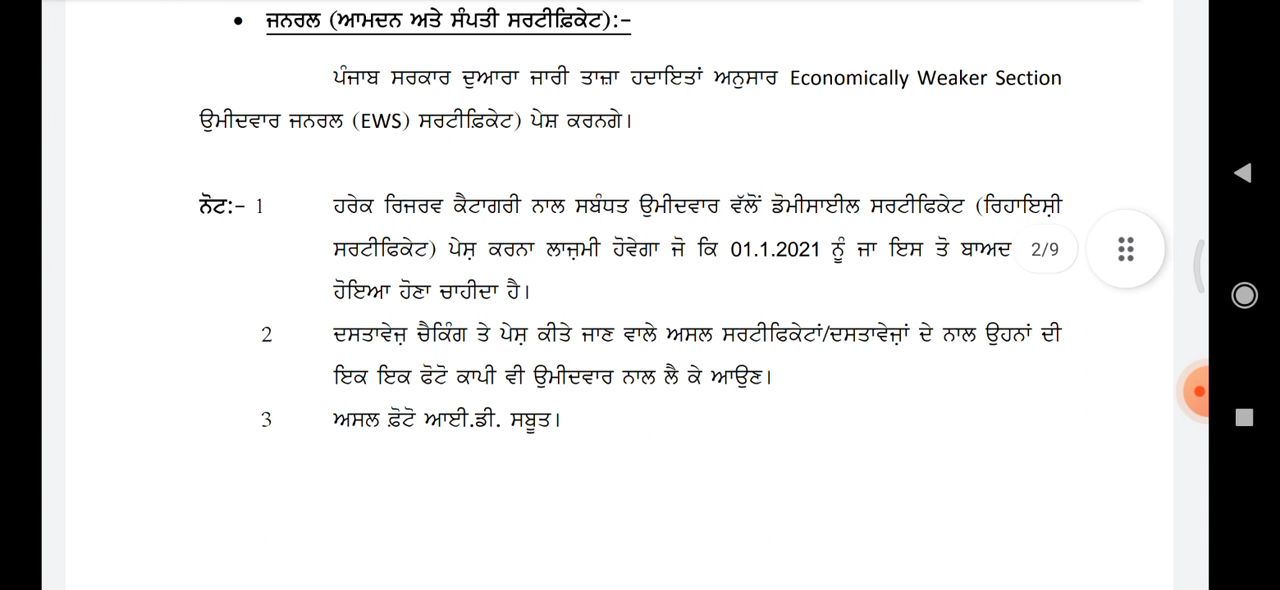 • ਜਨਰਲ (ਆਮਦਨ ਅਤੇ ਸੰਪਤੀ ਸਰਟੀਫ਼ਿਕੇਟ):-
ਪੰਜਾਬ ਸਰਕਾਰ ਦੁਆਰਾ ਜਾਰੀ ਤਾਜ਼ਾ ਹਦਾਇਤਾਂ ਅਨੁਸਾਰ Economically Weaker Section
ਉਮੀਦਵਾਰ ਜਨਰਲ (EWS) ਸਰਟੀਫ਼ਿਕੇਟ) ਪੇਸ਼ ਕਰਨਗੇ।
ਨੋਟ:- 1 ਹਰੇਕ ਰਿਜਰਵ ਕੈਟਾਗਰੀ ਨਾਲ ਸਬੰਧਤ ਉਮੀਦਵਾਰ ਵੱਲੋਂ ਡੋਮੀਸਾਈਲ ਸਰਟੀਫਿਕੇਟ (ਰਿਹਾਇਸ਼ੀ
ਸਰਟੀਫਿਕੇਟ) ਪੇਸ਼ ਕਰਨਾ ਲਾਜ਼ਮੀ ਹੋਵੇਗਾ ਜੋ ਕਿ 01.1.2021 ਨੂੰ ਜਾ ਇਸ ਤੋ ਬਾਅਦ 2/9
ਹੋਇਆ ਹੋਣਾ ਚਾਹੀਦਾ ਹੈ।
2 ਦਸਤਾਵੇਜ਼ ਚੈਕਿੰਗ ਤੇ ਪੇਸ਼ ਕੀਤੇ ਜਾਣ ਵਾਲੇ ਅਸਲ ਸਰਟੀਫਿਕੇਟਾਂ/ਦਸਤਾਵੇਜ਼ਾਂ ਦੇ ਨਾਲ ਉਹਨਾਂ ਦੀ
ਇਕ ਇਕ ਫੋਟੋ ਕਾਪੀ ਵੀ ਉਮੀਦਵਾਰ ਨਾਲ ਲੈ ਕੇ ਆਉਣ।
3 ਅਸਲ ਫ਼ੋਟੋ ਆਈ.ਡੀ. ਸਬੂਤ।